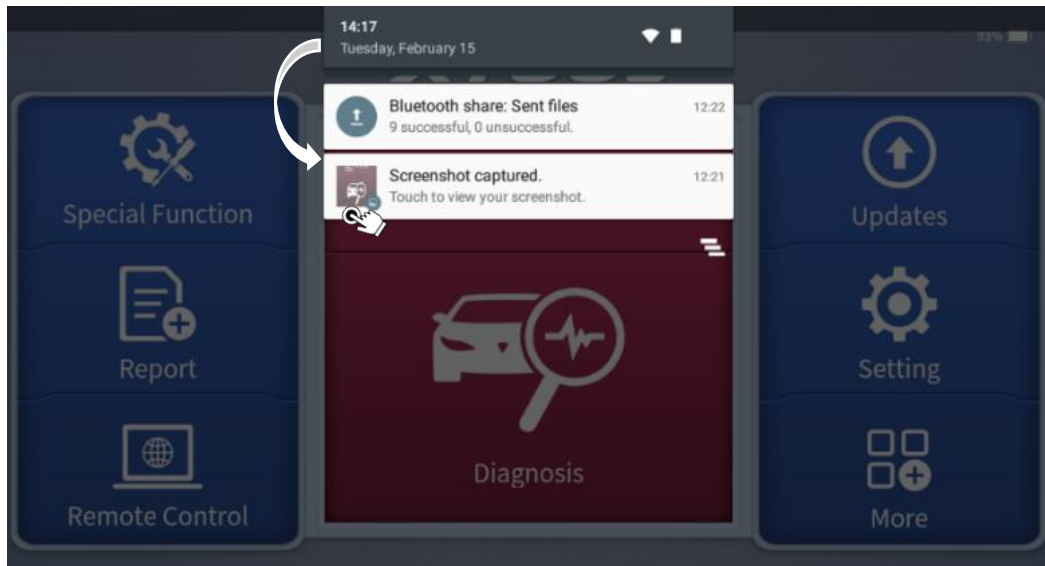 14:17
Tuesday, February 15
53%
Bluetooth share: Sent files 12:22
9 successful, 0 unsuccessful.
Screenshot captured. 12:21
Touch to view your screenshot.
Special Function
Updates
Report
Setting
Diagnosis
Remote Control
More